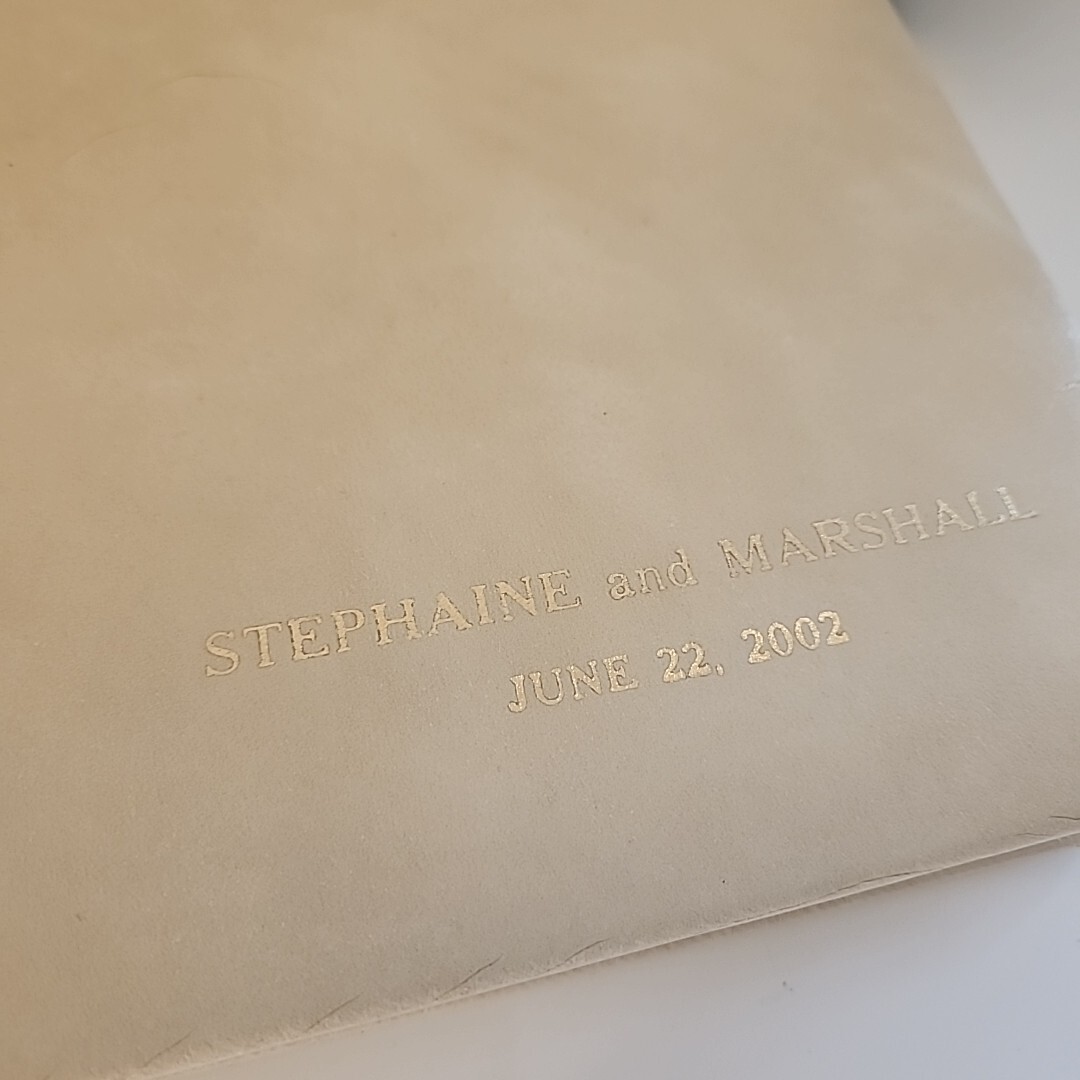 STEPHAINE and MARSHALL
JUNE 22, 2002